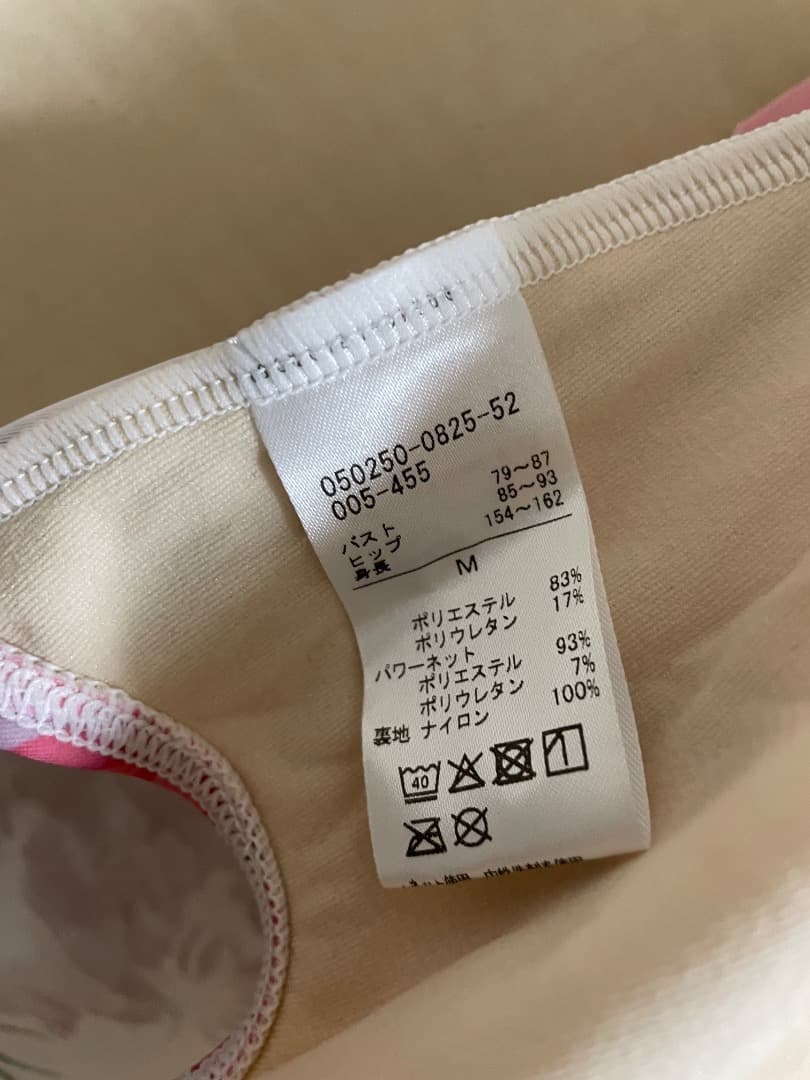 050250-0825-52
005-455
バスト 79～87
ヒップ 85～93
身長 154～162
M
ポリエステル 83%
ポリウレタン 17%
パワーネット
ポリエステル 93%
ポリウレタン 7%
裏地 ナイロン 100%
40